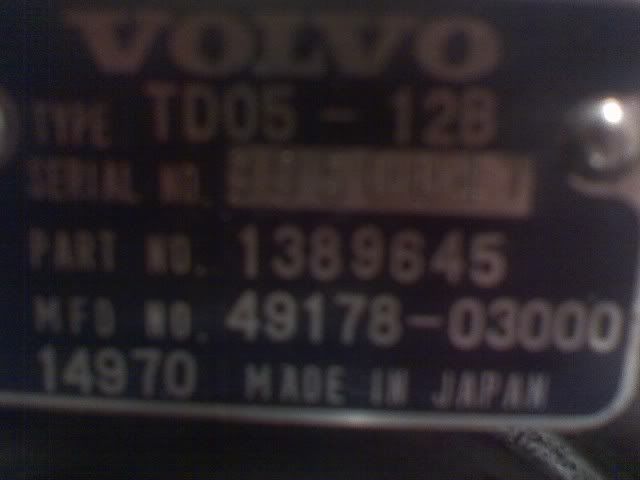 VOLVO
TYPE TD05-12B
SERIAL NO.
PART NO. 1389645
MFD NO. 49178-03000
14970 MADE IN JAPAN